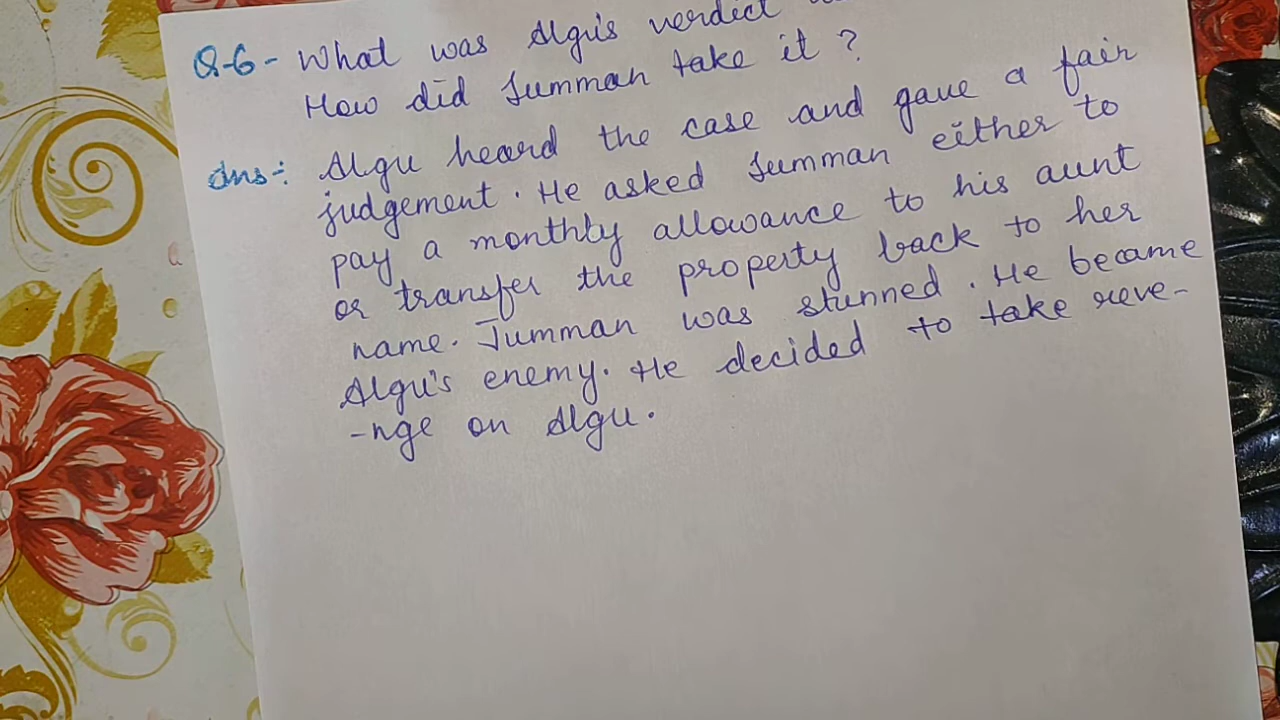 Q-6- What was Algu's verdict
How did Jumman take it ?
Ans:- Algu heard the case and gave a fair
judgement. He asked Jumman either to
pay a monthly allowance to his aunt
or transfer the property back to her
name. Jumman was stunned. He became
Algu's enemy. He decided to take reve-
-nge on Algu.